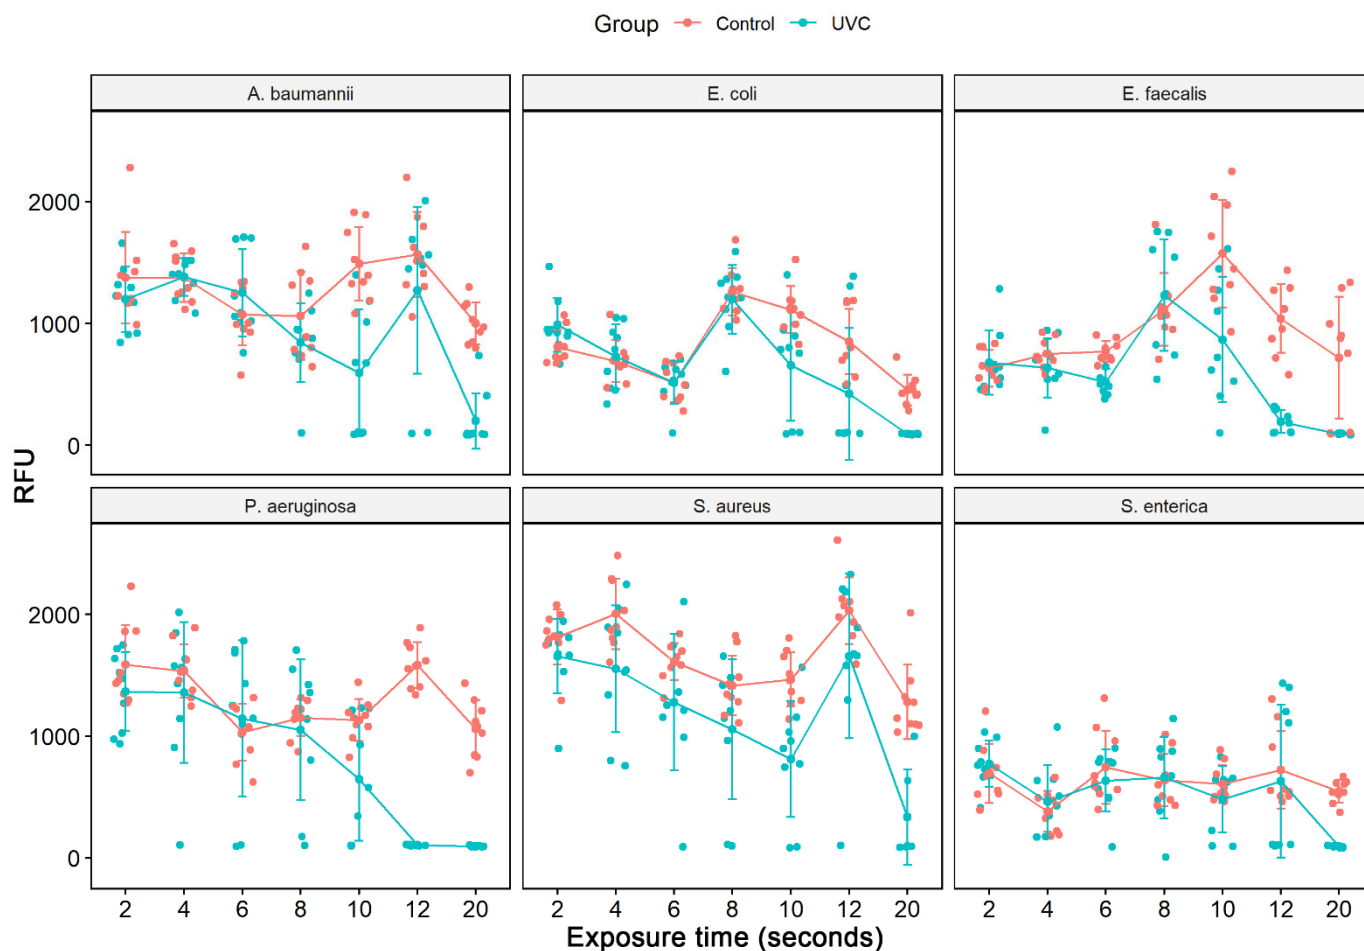 Group Control UVC
A. baumannii E. coli E. faecalis
2000
1000
0
RFU
P. aeruginosa S. aureus S. enterica
2000
1000
0
2 4 6 8 10 12 20 2 4 6 8 10 12 20 2 4 6 8 10 12 20
Exposure time (seconds)